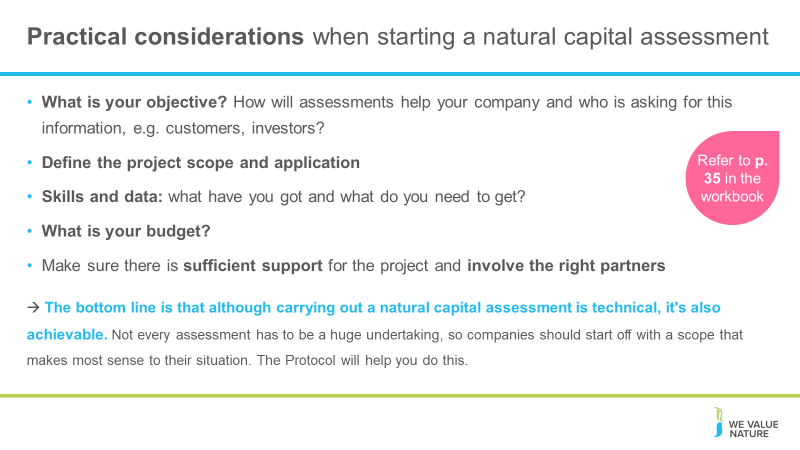 Practical considerations when starting a natural capital assessment
• What is your objective? How will assessments help your company and who is asking for this
information, e.g. customers, investors?
• Define the project scope and application
• Skills and data: what have you got and what do you need to get?
• What is your budget?
• Make sure there is sufficient support for the project and involve the right partners
Refer to p.
35 in the
workbook
→ The bottom line is that although carrying out a natural capital assessment is technical, it's also
achievable. Not every assessment has to be a huge undertaking, so companies should start off with a scope that
makes most sense to their situation. The Protocol will help you do this.
WE VALUE
NATURE